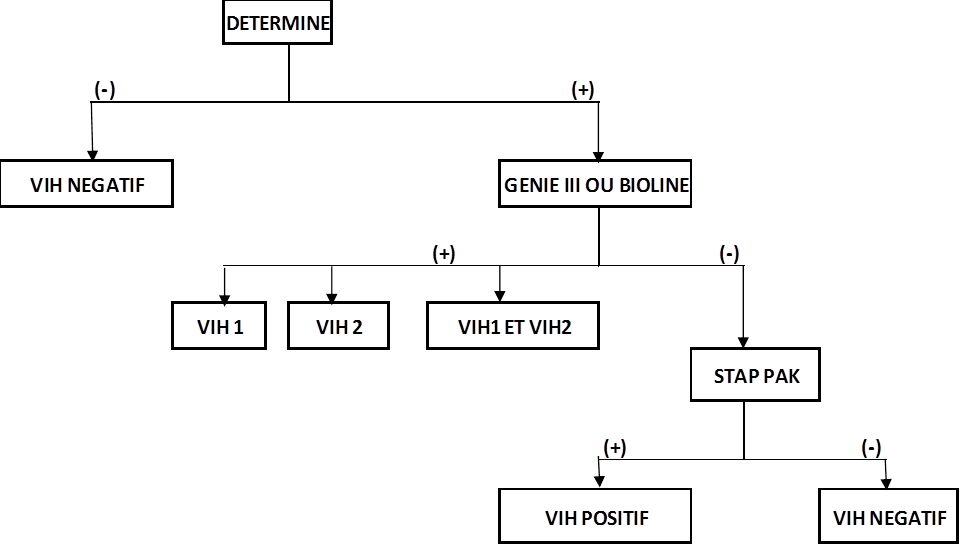 DETERMINE
(-)
(+)
VIH NEGATIF
GENIE III OU BIOLINE
(+)
(-)
VIH 1
VIH 2
VIH1 ET VIH2
STAP PAK
(+)
(-)
VIH POSITIF
VIH NEGATIF